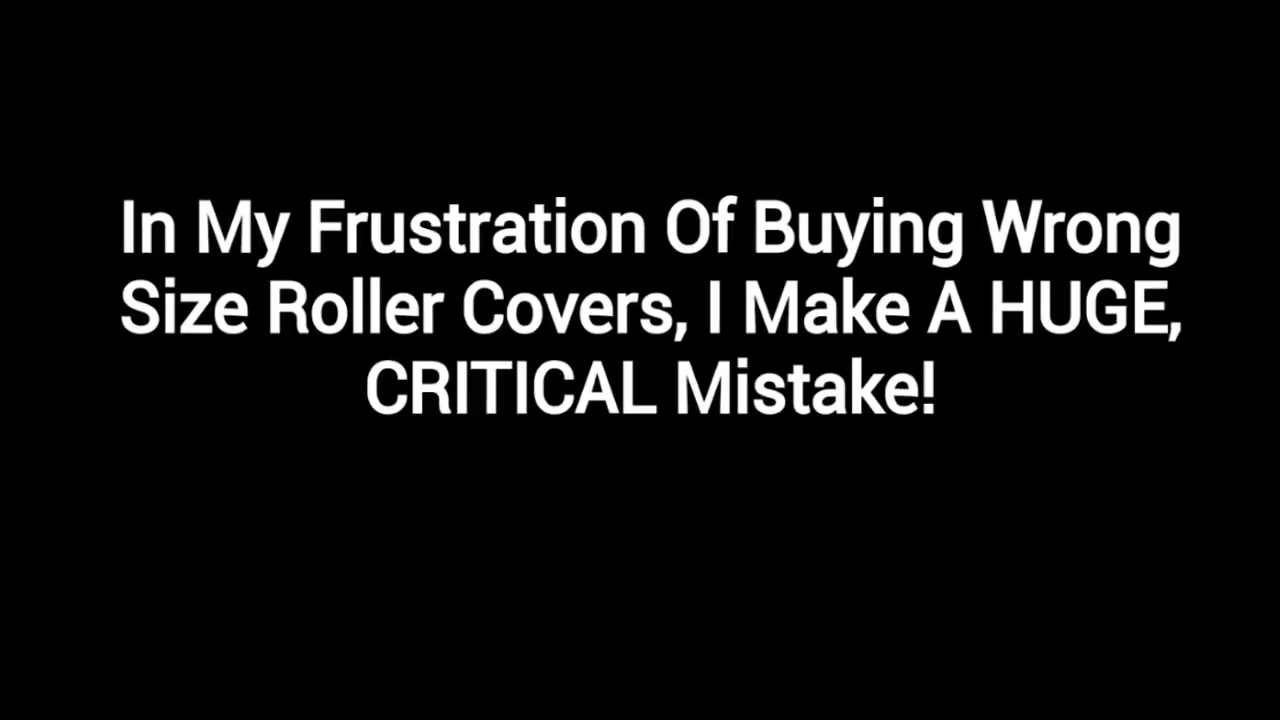 In My Frustration Of Buying Wrong
Size Roller Covers, I Make A HUGE,
CRITICAL Mistake!